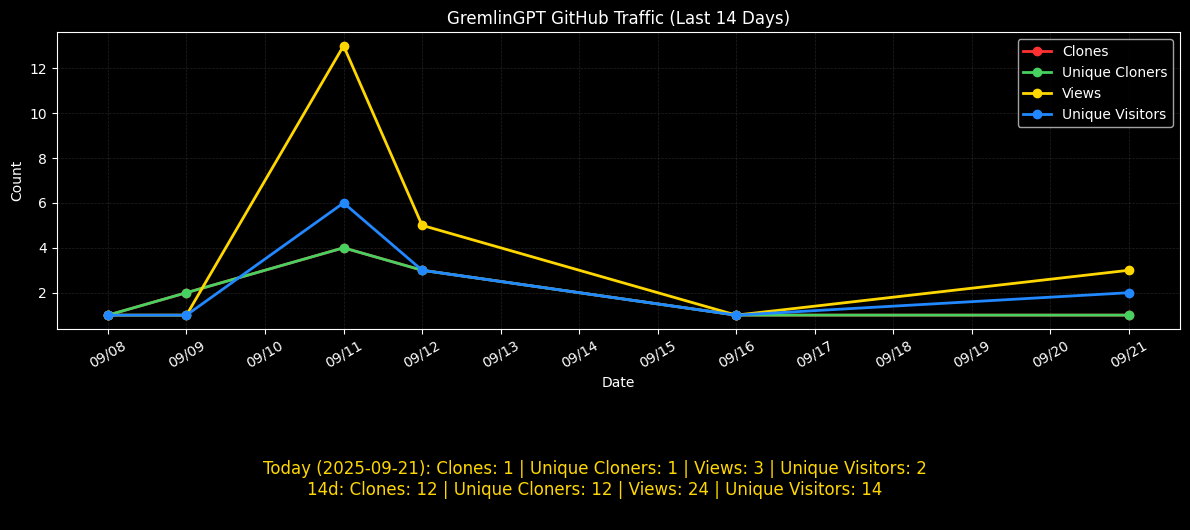 GremlinGPT GitHub Traffic (Last 14 Days)
Clones
Unique Cloners
Views
Unique Visitors
Count
12
10
8
6
4
2
09/08
09/09
09/10
09/11
09/12
09/13
09/14
09/15
09/16
09/17
09/18
09/19
09/20
09/21
Date
Today (2025-09-21): Clones: 1 | Unique Cloners: 1 | Views: 3 | Unique Visitors: 2
14d: Clones: 12 | Unique Cloners: 12 | Views: 24 | Unique Visitors: 14